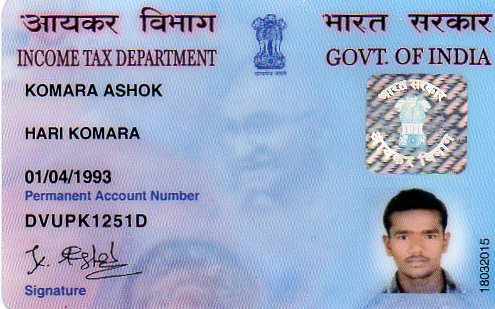 आयकर विभाग
INCOME TAX DEPARTMENT
भारत सरकार
GOVT. OF INDIA
सत्यमेव जयते
KOMARA ASHOK
HARI KOMARA
01/04/1993
Permanent Account Number
DVUPK1251D
Signature
भारत सरकार
आयकर विभाग
18032015